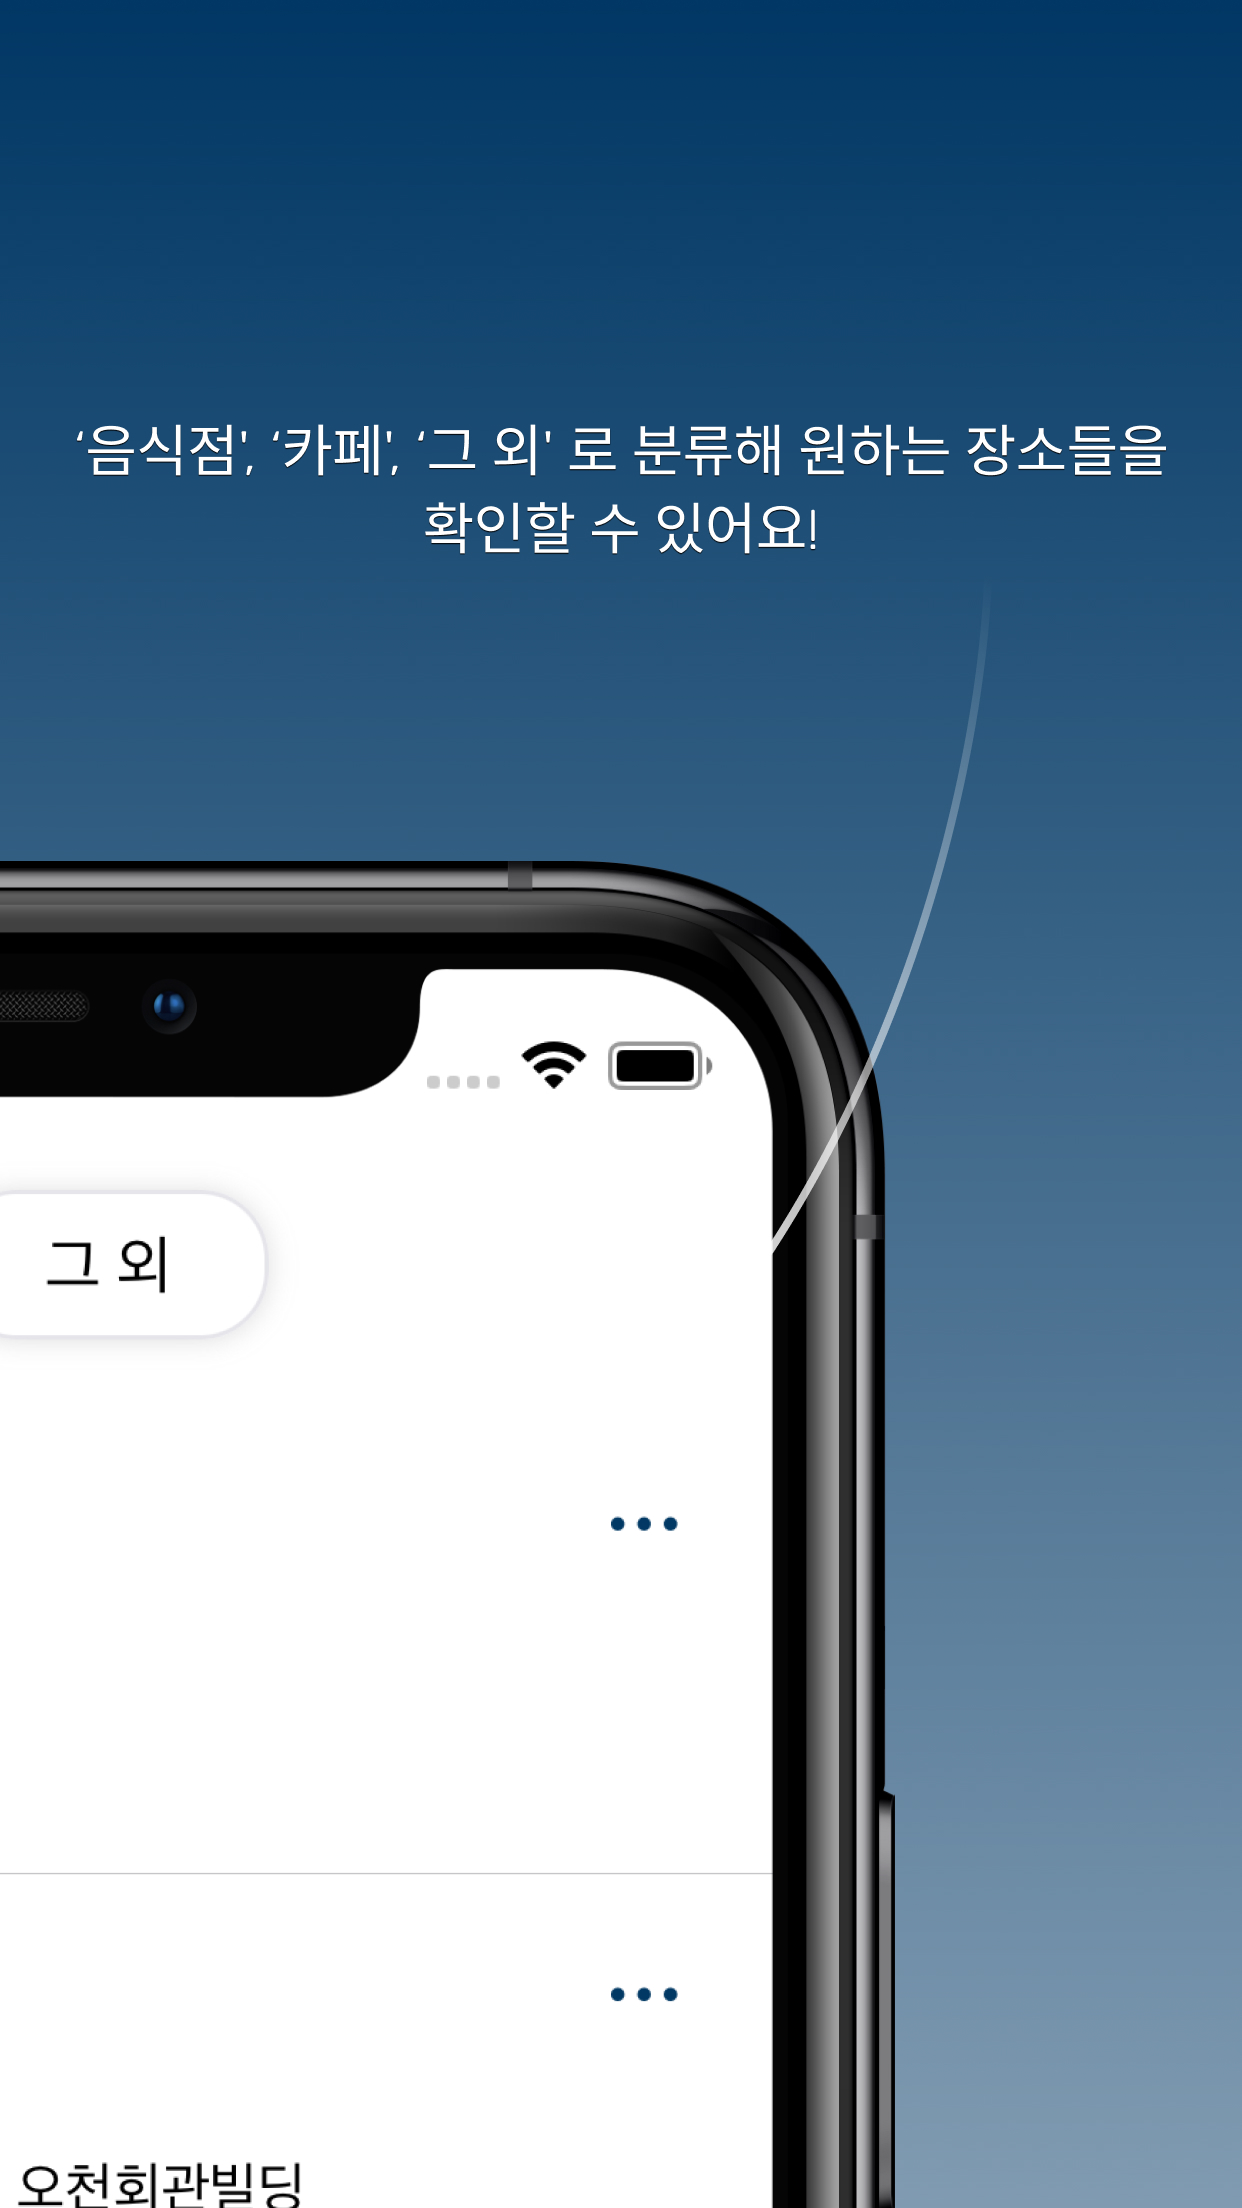 ‘음식점', ‘카페', ‘그 외' 로 분류해 원하는 장소들을
확인할 수 있어요!
그 외
오천회관빌딩